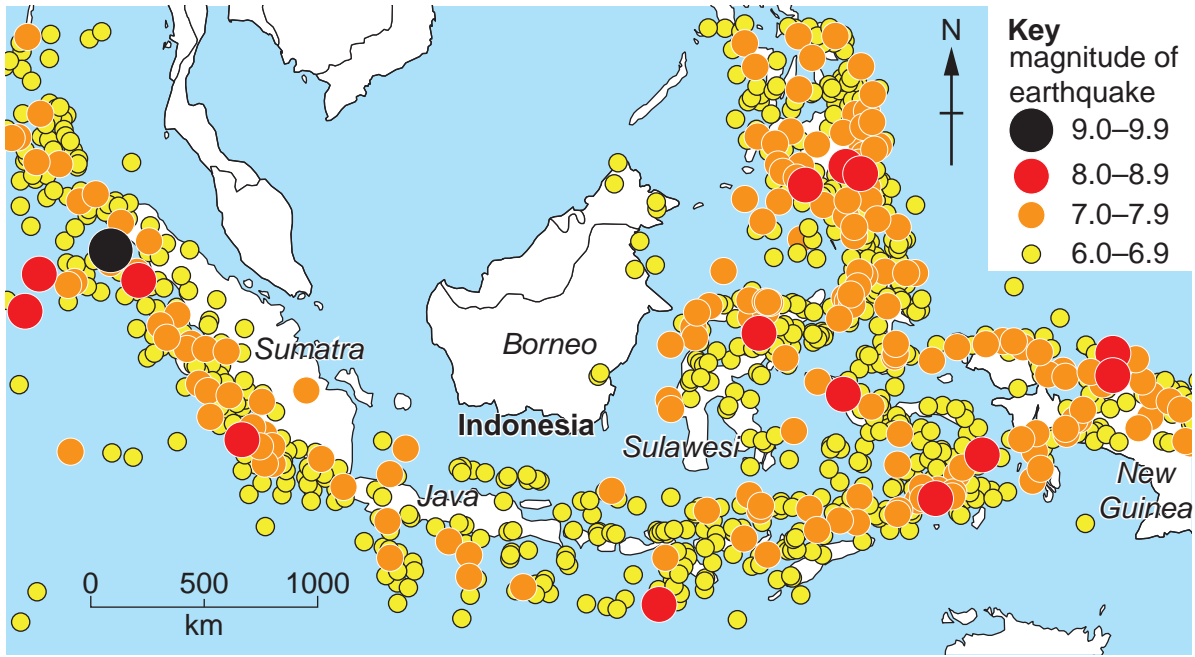 N
Key
magnitude of
earthquake
9.0–9.9
8.0–8.9
7.0–7.9
6.0–6.9
Sumatra
Borneo
Indonesia
Sulawesi
Java
New
Guinea
0 500 1000
km